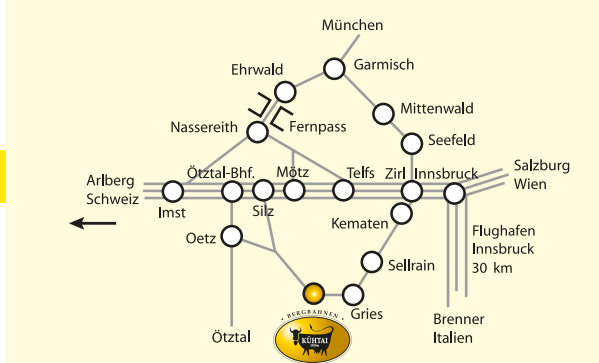 München
Garmisch
Ehrwald
Mittenwald
Nassereith
Fernpass
Seefeld
Arlberg
Schweiz
Ötztal-Bhf.
Mötz
Telfs
Zirl
Innsbruck
Salzburg
Wien
Imst
Silz
Kematen
Oetz
Flughafen
Innsbruck
30 km
Sellrain
Gries
Brenner
Italien
Ötztal
• BERGBAHNEN •
KÜHTAI